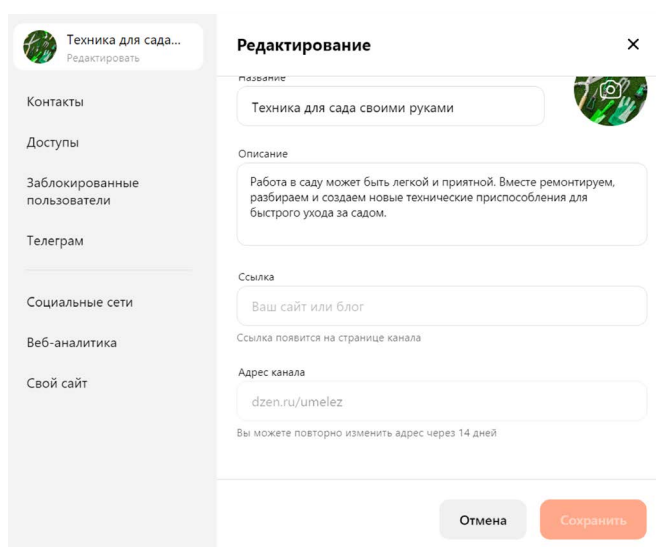 Техника для сада...
Редактировать
Контакты
Доступы
Заблокированные
пользователи
Телеграм
Социальные сети
Веб-аналитика
Свой сайт
Редактирование
Название
Техника для сада своими руками
Описание
Работа в саду может быть легкой и приятной. Вместе ремонтируем,
разбираем и создаем новые технические приспособления для
быстрого ухода за садом.
Ссылка
Ваш сайт или блог
Ссылка появится на странице канала
Адрес канала
dzen.ru/umelez
Вы можете повторно изменить адрес через 14 дней
Отмена
Сохранить